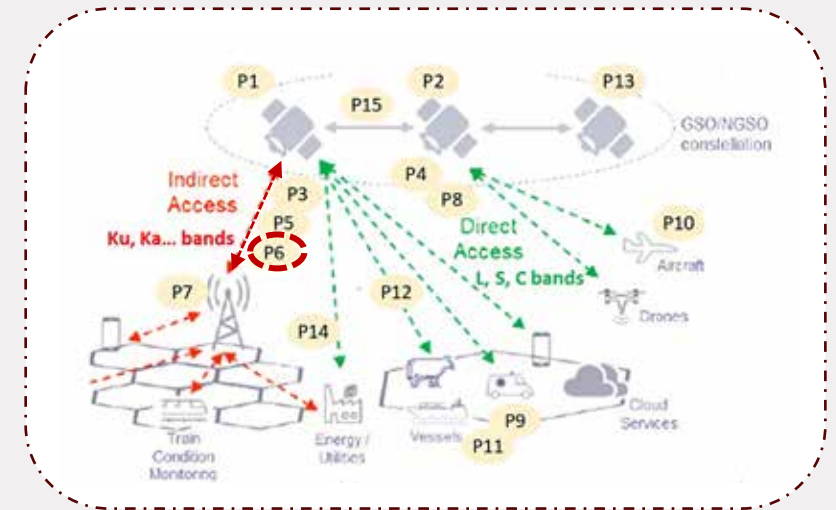 P1
P2
P13
P15
GSO/NGSO
constellation
Indirect
Access
Ku, Ka... bands
P3
P5
P6
P4
P8
Direct
Access
L, S, C bands
P10
Aircraft
Drones
P7
P12
P14
Train
Condition
Monitoring
Energy /
Utilities
Vessels
P9
P11
Cloud
Services